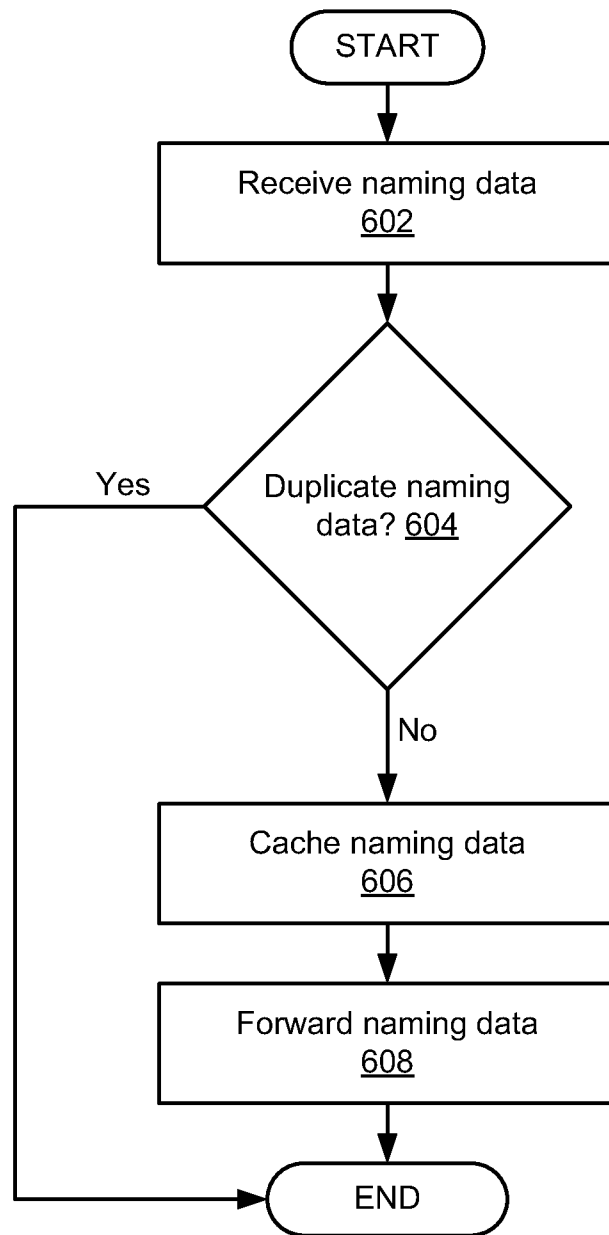 START
Receive naming data
602
Yes
Duplicate naming
data? 604
No
Cache naming data
606
Forward naming data
608
END